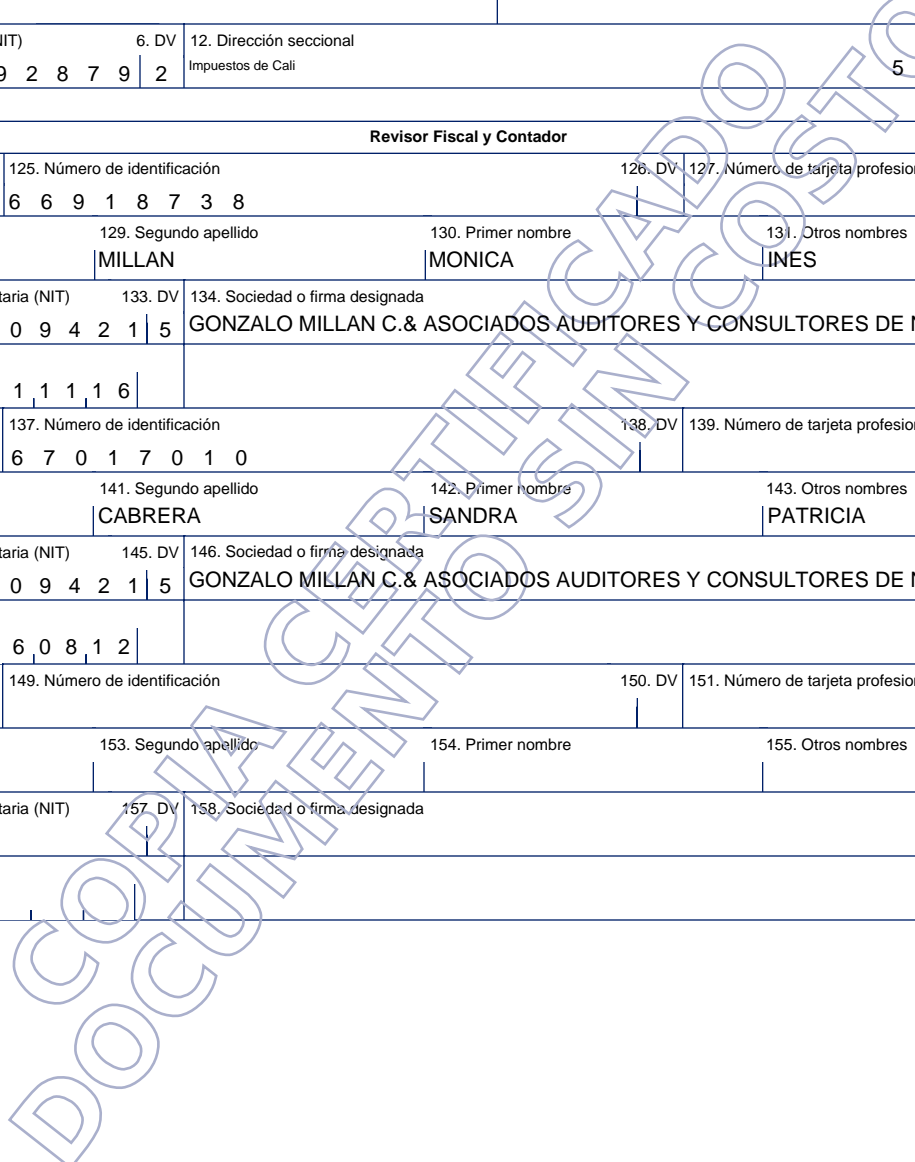 NIT) 6. DV 12. Dirección seccional
9 2 8 7 9 2 Impuestos de Cali 5
Revisor Fiscal y Contador
125. Número de identificación 126. DV 127. Número de tarjeta profesion
6 6 9 1 8 7 3 8
129. Segundo apellido 130. Primer nombre 131. Otros nombres
MILLAN MONICA INES
taria (NIT) 133. DV 134. Sociedad o firma designada
0 9 4 2 1 5 GONZALO MILLAN C.& ASOCIADOS AUDITORES Y CONSULTORES DE N
1 1 1 1 6
137. Número de identificación 138. DV 139. Número de tarjeta profesion
6 7 0 1 7 0 1 0
141. Segundo apellido 142. Primer nombre 143. Otros nombres
CABRERA SANDRA PATRICIA
taria (NIT) 145. DV 146. Sociedad o firma designada
0 9 4 2 1 5 GONZALO MILLAN C.& ASOCIADOS AUDITORES Y CONSULTORES DE N
6 0 8 1 2
149. Número de identificación 150. DV 151. Número de tarjeta profesion
153. Segundo apellido 154. Primer nombre 155. Otros nombres
taria (NIT) 157. DV 158. Sociedad o firma designada
COPIA CERTIFICADO
DOCUMENTO SIN COSTO